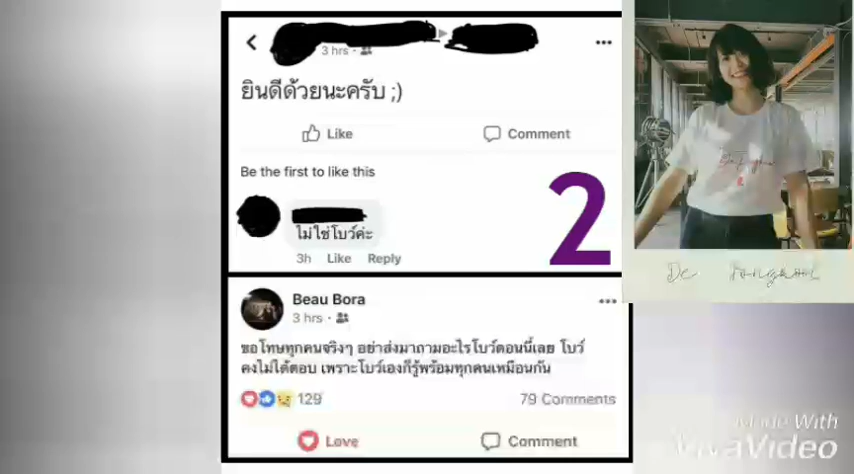 3 hrs
ยินดีด้วยนะครับ ;)
Like
Comment
Be the first to like this
ไม่ใช่โบว์ค่ะ
3h Like Reply
2
Beau Bora
3 hrs
ขอโทษทุกคนจริงๆ อย่าส่งมาถามอะไรโบว์ตอนนี้เลย โบว์
คงไม่ได้ตอบ เพราะโบว์เองก็รู้พร้อมทุกคนเหมือนกัน
129
79 Comments
Love
Comment
De
Made With
VivaVideo